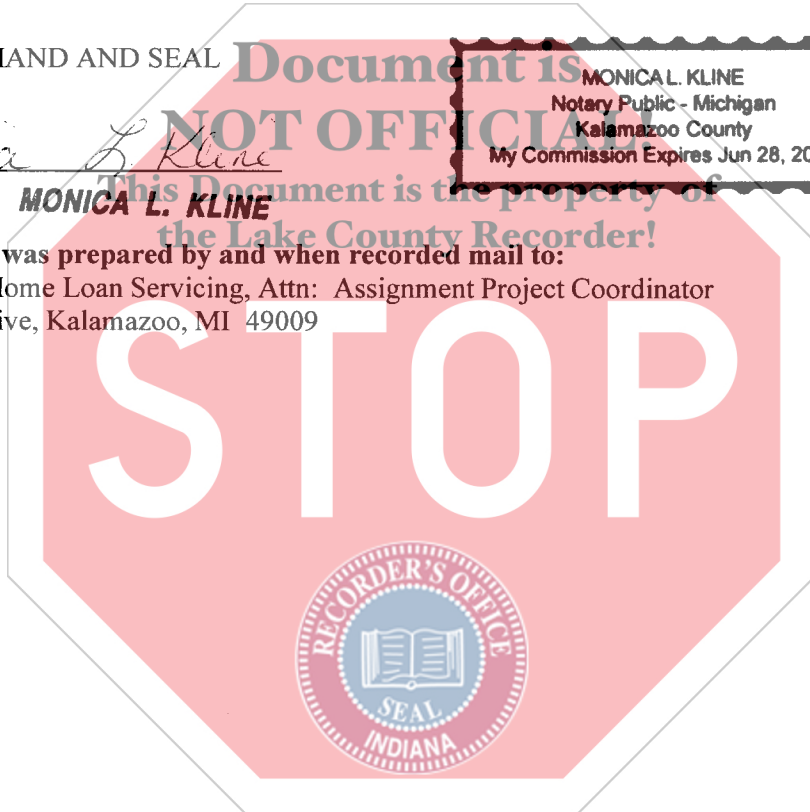 HAND AND SEAL
Document is
NOT OFFICIAL!
This Document is the property of
the Lake County Recorder!
MONICA L. KLINE
Notary Public - Michigan
Kalamazoo County
My Commission Expires Jun 28, 20
L. Kline
MONICA L. KLINE
was prepared by and when recorded mail to:
Home Loan Servicing, Attn: Assignment Project Coordinator
ive, Kalamazoo, MI 49009
STOP
RECORDER'S OFFICE
SEAL
INDIANA